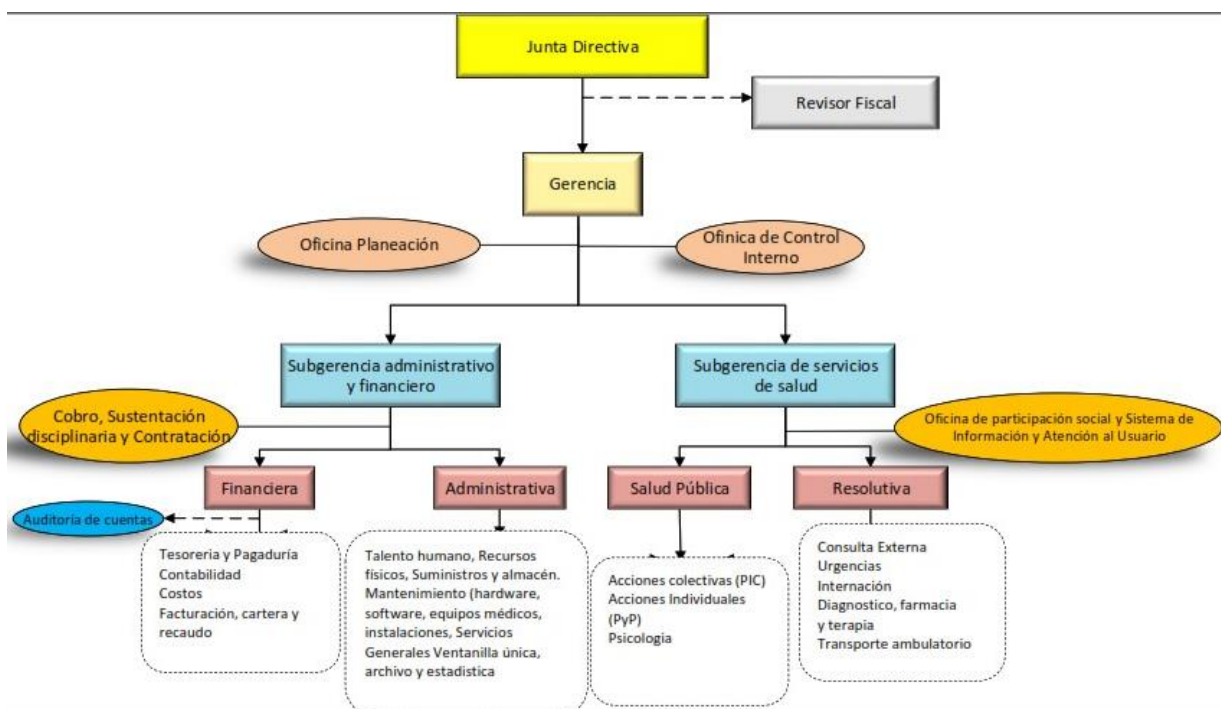 Junta Directiva
Revisor Fiscal
Gerencia
Oficina Planeación
Ofinica de Control
Interno
Subgerencia administrativo
y financiero
Subgerencia de servicios
de salud
Cobro, Sustentación
disciplinaria y Contratación
Oficina de participación social y Sistema de
Información y Atención al Usuario
Financiera
Administrativa
Salud Pública
Resolutiva
Auditoría de cuentas
Tesoreria y Pagaduría
Contabilidad
Costos
Facturación, cartera y
recaudo
Talento humano, Recursos
físicos, Suministros y almacén.
Mantenimiento (hardware,
software, equipos médicos,
instalaciones, Servicios
Generales Ventanilla única,
archivo y estadistica
Acciones colectivas (PIC)
Acciones Individuales
(PyP)
Psicologia
Consulta Externa
Urgencias
Internación
Diagnostico, farmacia
y terapia
Transporte ambulatorio